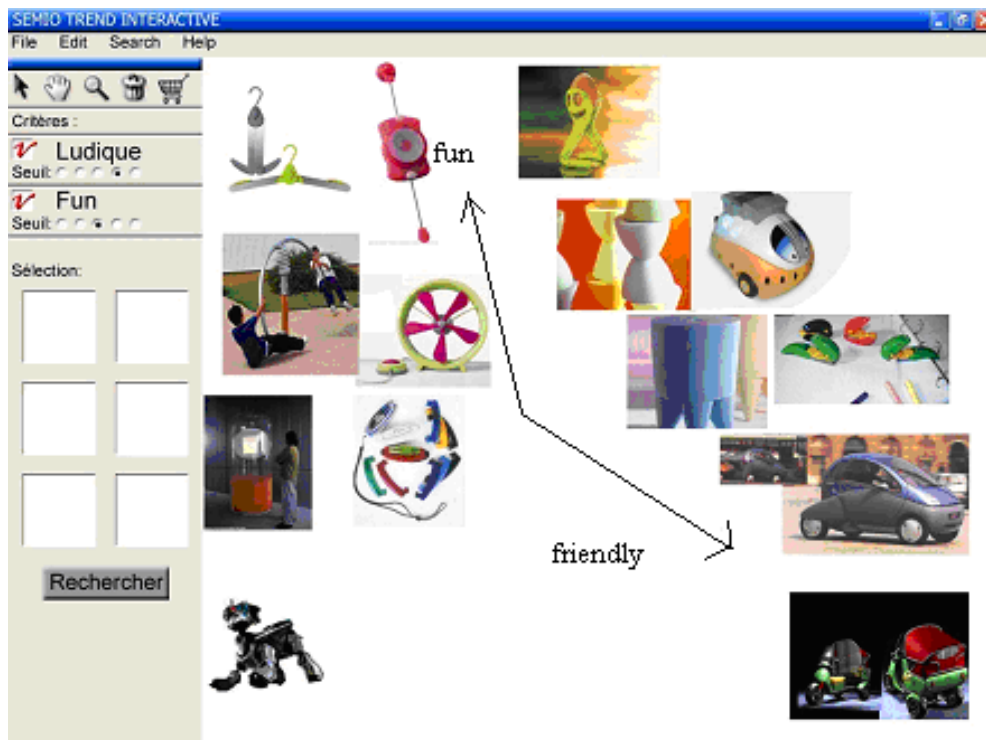 SEMIO TREND INTERACTIVE
File Edit Search Help
Critères :
Ludique
Seuil:
Fun
Seuil:
Sélection:
Rechercher
fun
friendly